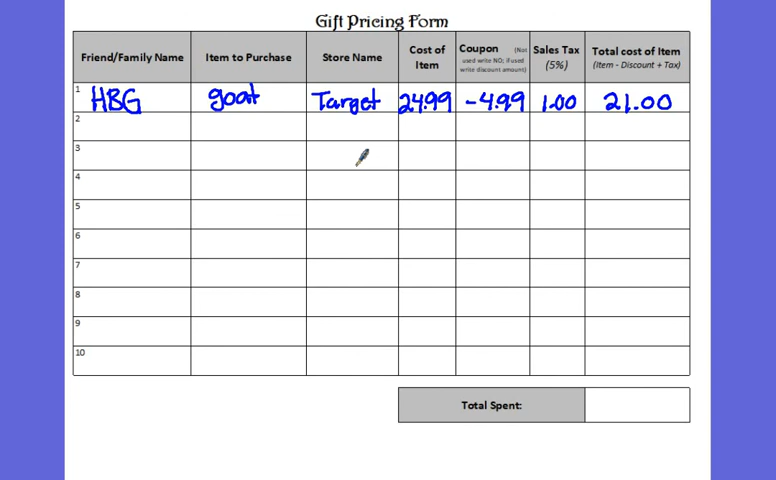 Gift Pricing Form
Friend/Family Name Item to Purchase Store Name Cost of Item Coupon (Not used write NO; if used write discount amount) Sales Tax (5%) Total cost of Item (Item - Discount + Tax)
1 HBG goat Target 24.99 -4.99 1.00 21.00
2
3
4
5
6
7
8
9
10
Total Spent: